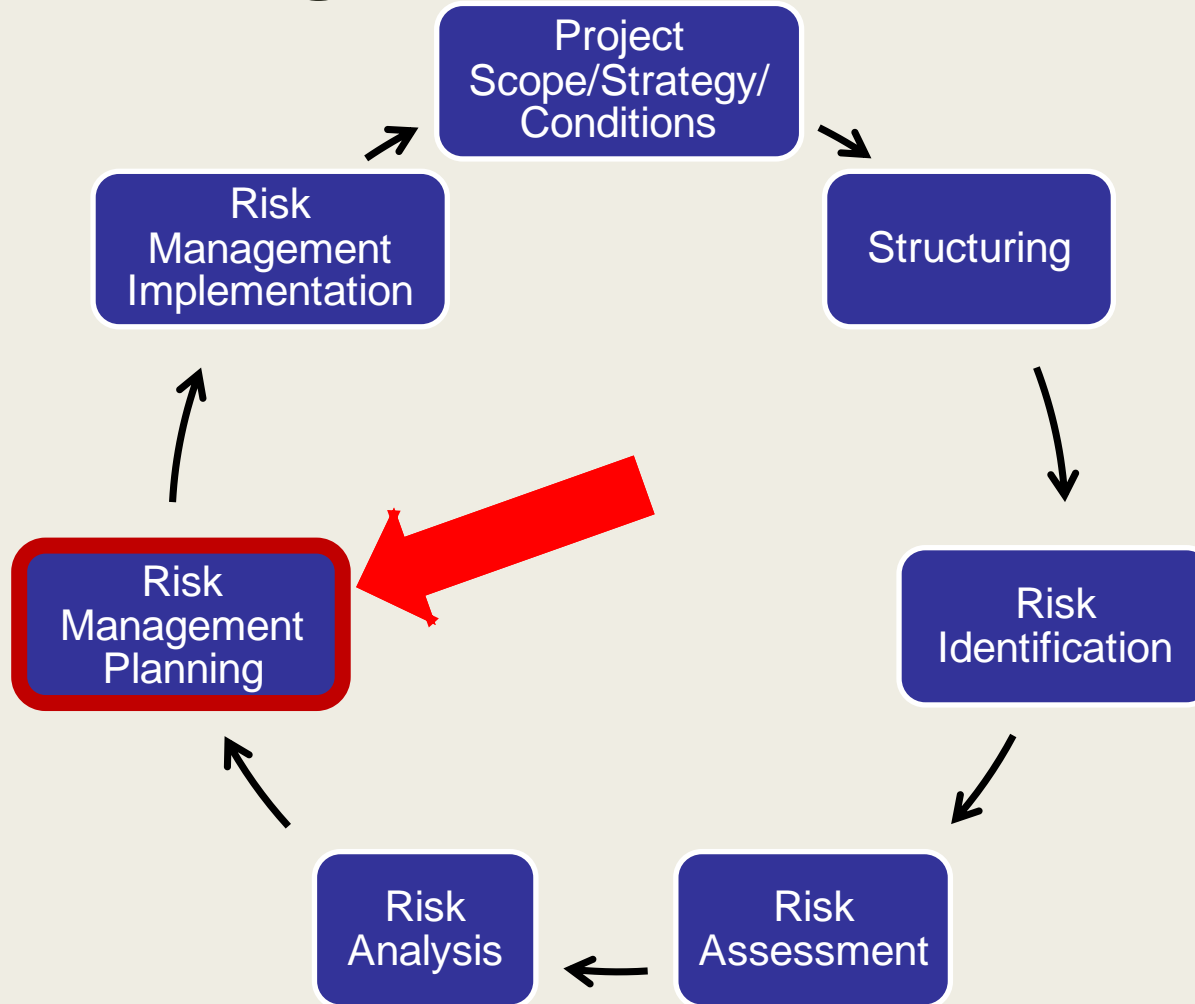 Project
Scope/Strategy/
Conditions
Structuring
Risk
Identification
Risk
Assessment
Risk
Analysis
Risk
Management
Planning
Risk
Management
Implementation